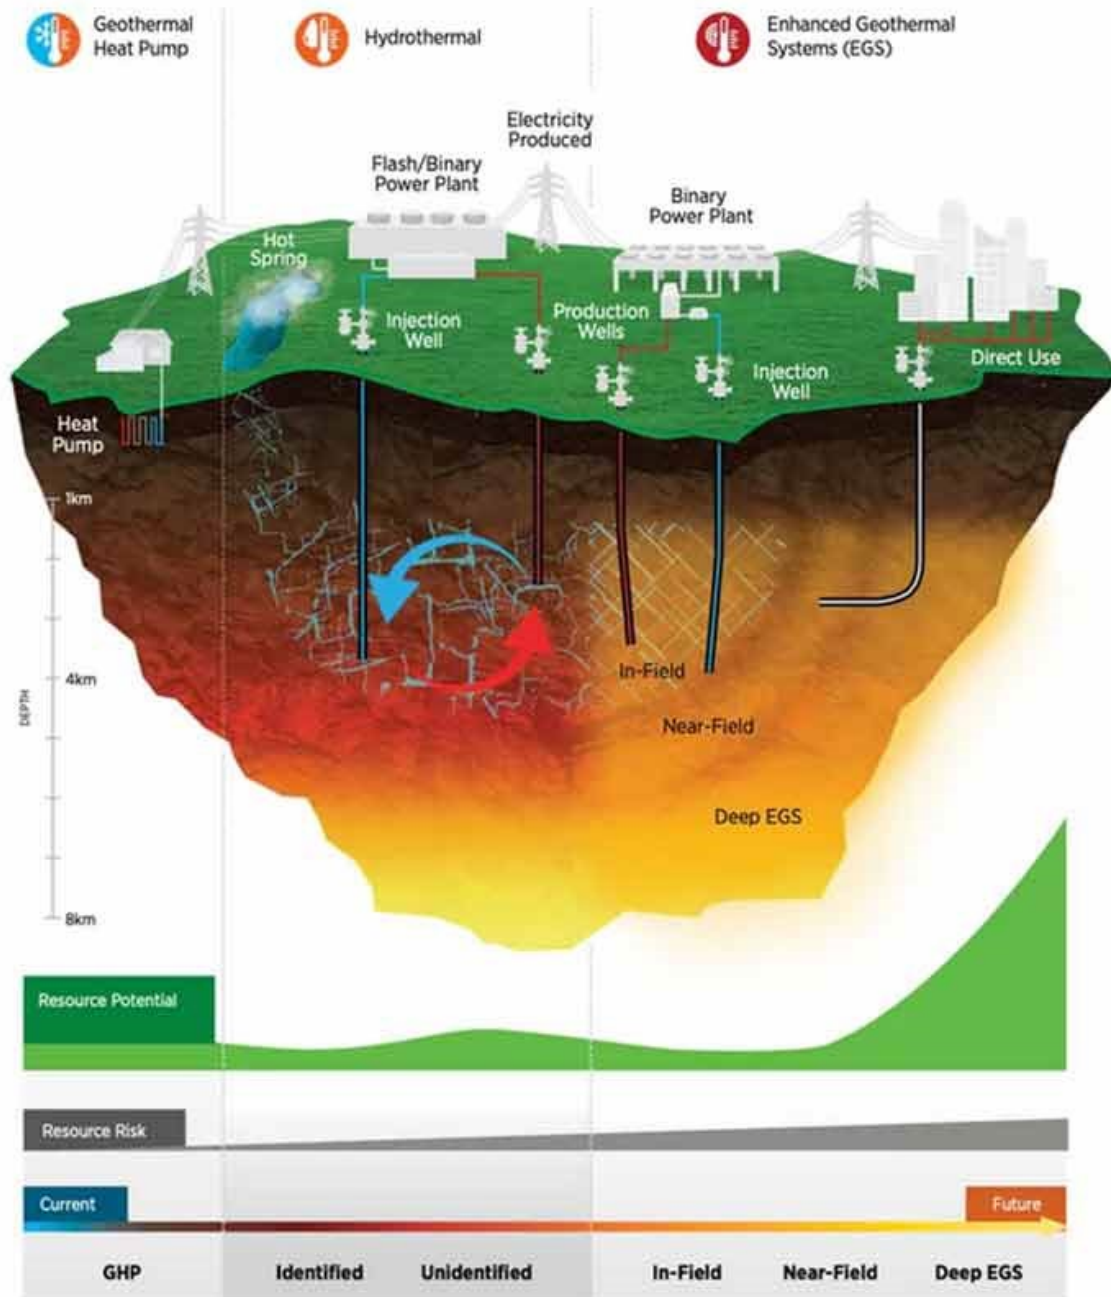 Geothermal
Heat Pump
Hydrothermal
Enhanced Geothermal
Systems (EGS)
Electricity
Produced
Flash/Binary
Power Plant
Binary
Power Plant
Hot
Spring
Injection
Well
Production
Wells
Injection
Well
Direct Use
Heat
Pump
1km
In-Field
4km
DEPTH
Near-Field
Deep EGS
8km
Resource Potential
Resource Risk
Current
Future
GHP
Identified
Unidentified
In-Field
Near-Field
Deep EGS